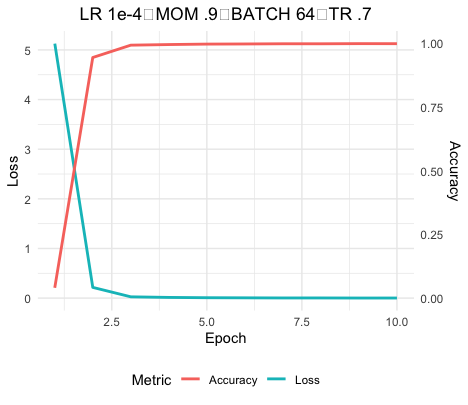 LR 1e-4□MOM .9□BATCH 64□TR .7
5
4
3
2
1
0
Loss
1.00
0.75
0.50
0.25
0.00
Accuracy
2.5 5.0 7.5 10.0
Epoch
Metric Accuracy Loss